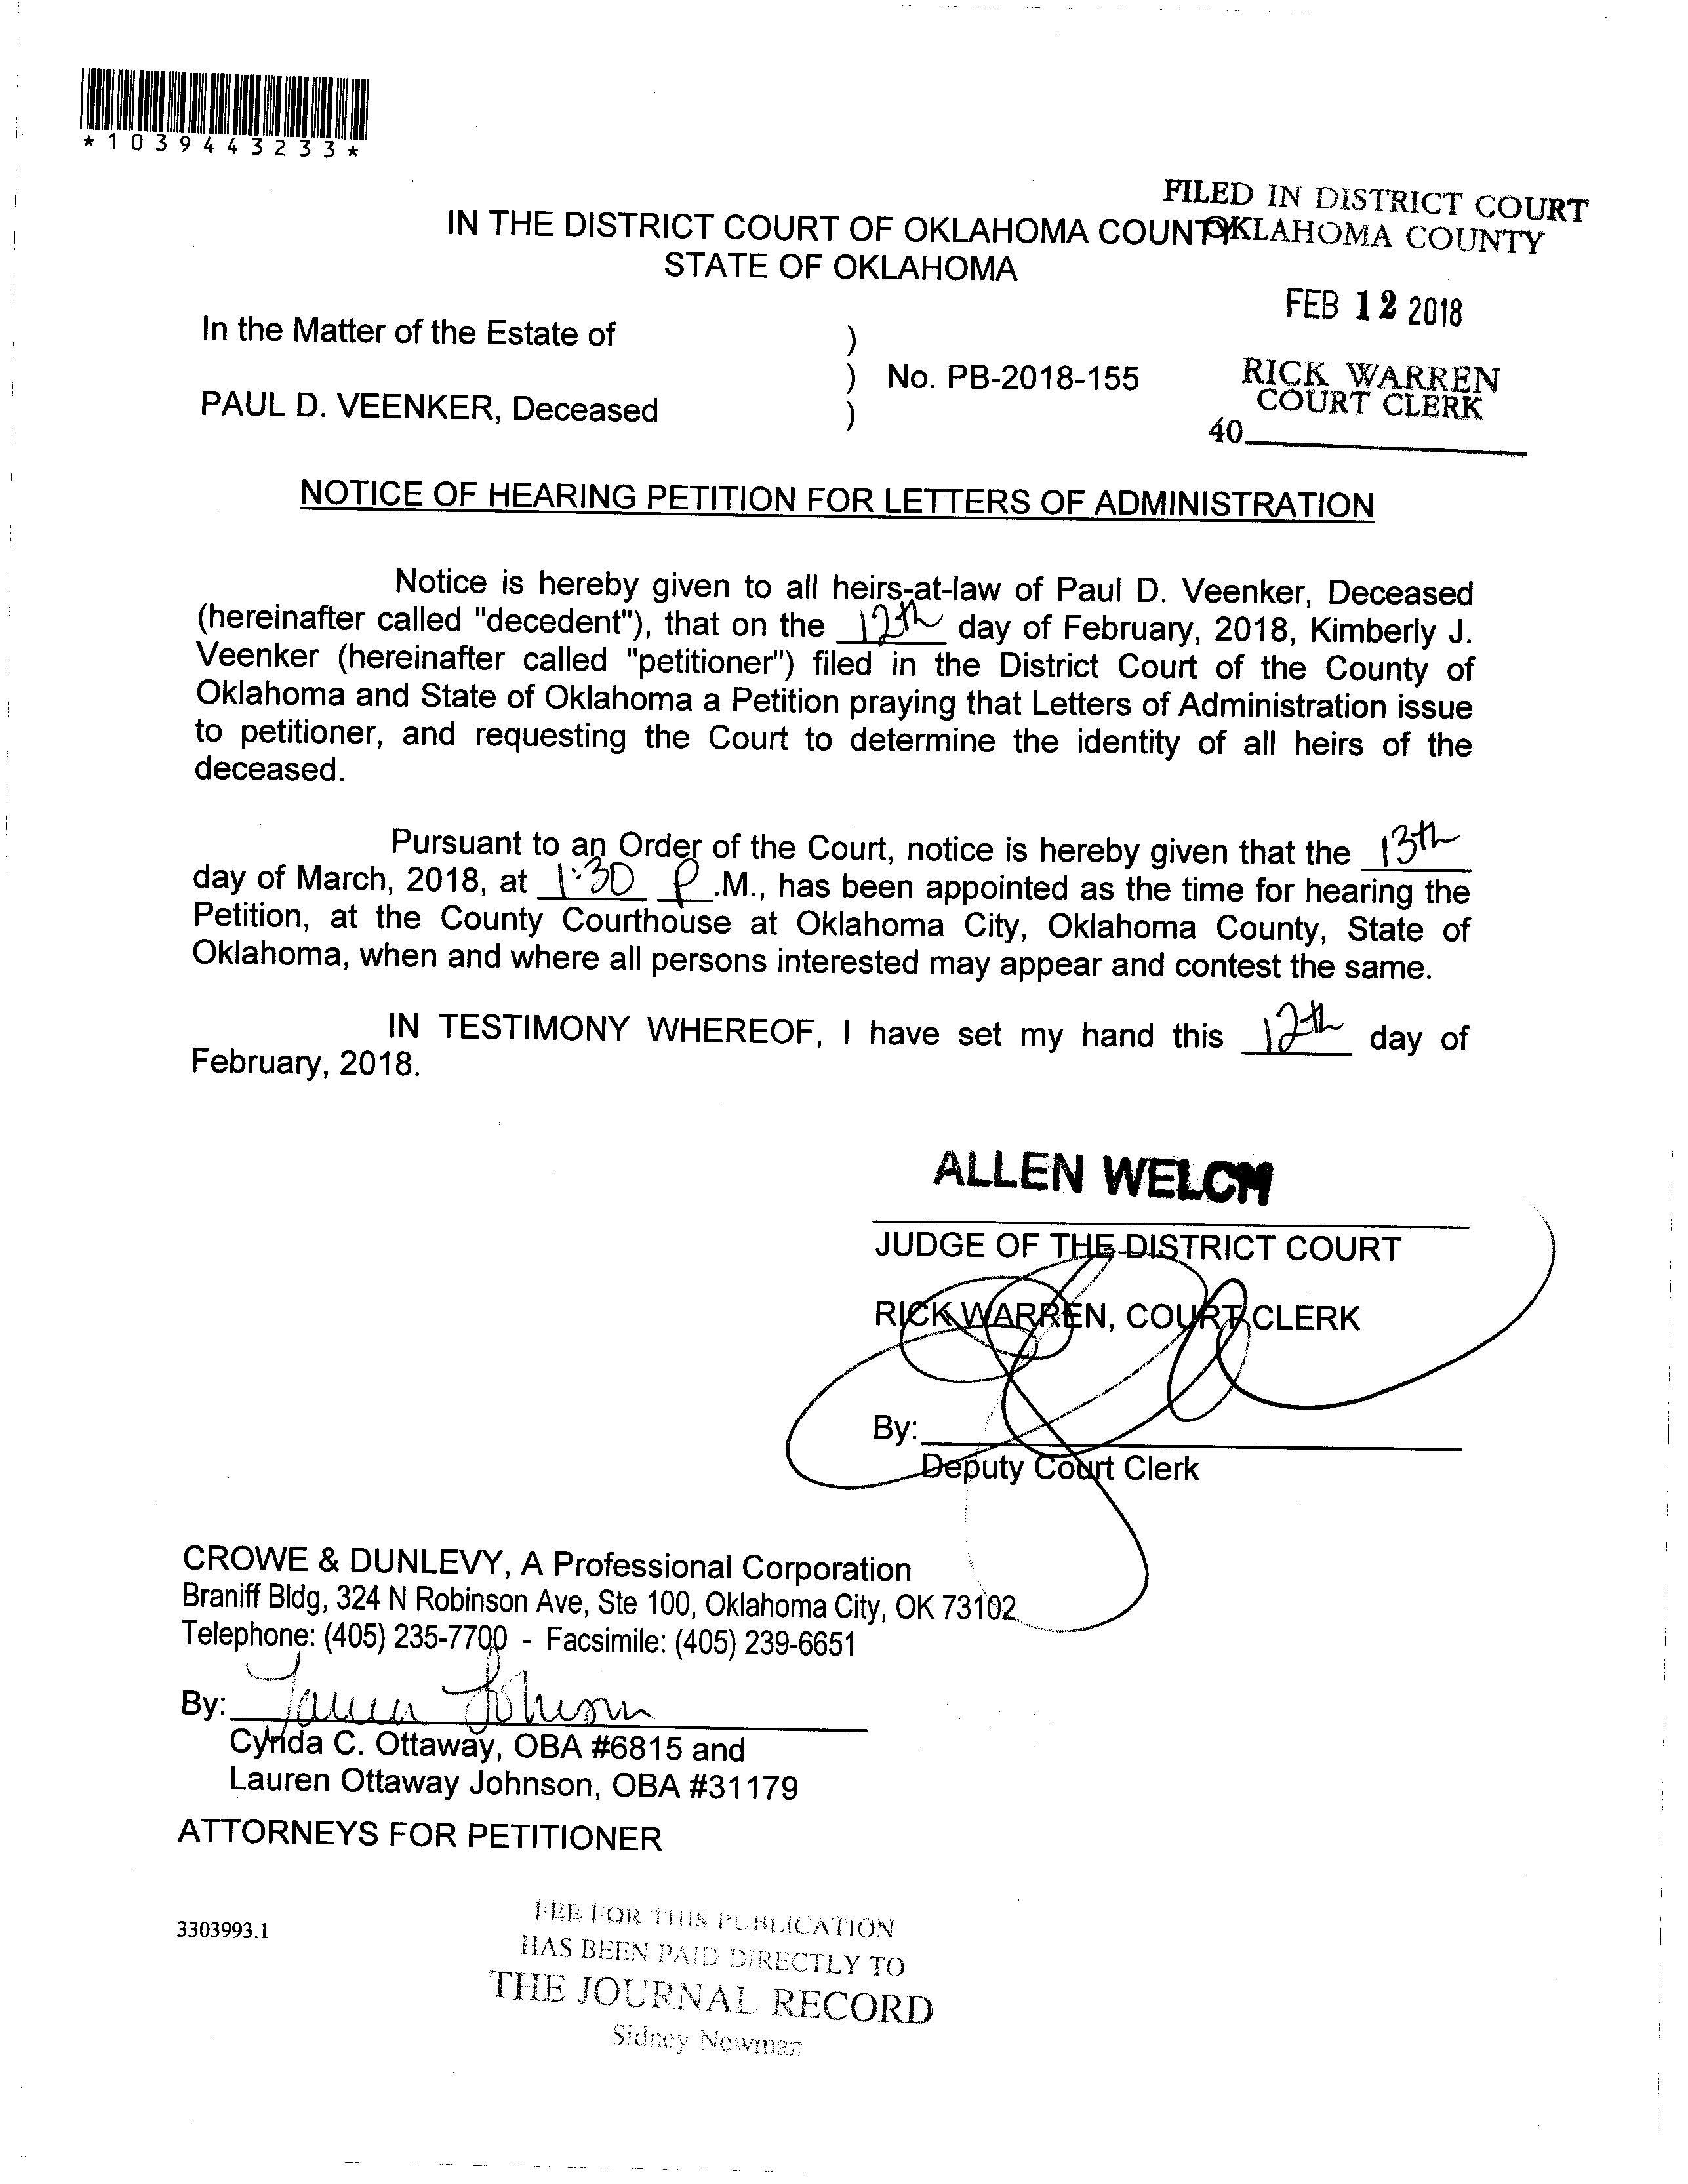 *1039443233*
FILED IN DISTRICT COURT
OKLAHOMA COUNTY
IN THE DISTRICT COURT OF OKLAHOMA COUNTY
STATE OF OKLAHOMA
FEB 12 2018
In the Matter of the Estate of )
) No. PB-2018-155
PAUL D. VEENKER, Deceased )
RICK WARREN
COURT CLERK
40
NOTICE OF HEARING PETITION FOR LETTERS OF ADMINISTRATION
Notice is hereby given to all heirs-at-law of Paul D. Veenker, Deceased
(hereinafter called "decedent"), that on the 12th day of February, 2018, Kimberly J.
Veenker (hereinafter called "petitioner") filed in the District Court of the County of
Oklahoma and State of Oklahoma a Petition praying that Letters of Administration issue
to petitioner, and requesting the Court to determine the identity of all heirs of the
deceased.
Pursuant to an Order of the Court, notice is hereby given that the 13th
day of March, 2018, at 1:30 P.M., has been appointed as the time for hearing the
Petition, at the County Courthouse at Oklahoma City, Oklahoma County, State of
Oklahoma, when and where all persons interested may appear and contest the same.
IN TESTIMONY WHEREOF, I have set my hand this 12th day of
February, 2018.
ALLEN WELCH
JUDGE OF THE DISTRICT COURT
RICK WARREN, COURT CLERK
By:
Deputy Court Clerk
CROWE & DUNLEVY, A Professional Corporation
Braniff Bldg, 324 N Robinson Ave, Ste 100, Oklahoma City, OK 73102
Telephone: (405) 235-7700 - Facsimile: (405) 239-6651
By: Lauren Johnson
Cynda C. Ottaway, OBA #6815 and
Lauren Ottaway Johnson, OBA #31179
ATTORNEYS FOR PETITIONER
3303993.1
FEE FOR THIS PUBLICATION
HAS BEEN PAID DIRECTLY TO
THE JOURNAL RECORD
Sidney Newman